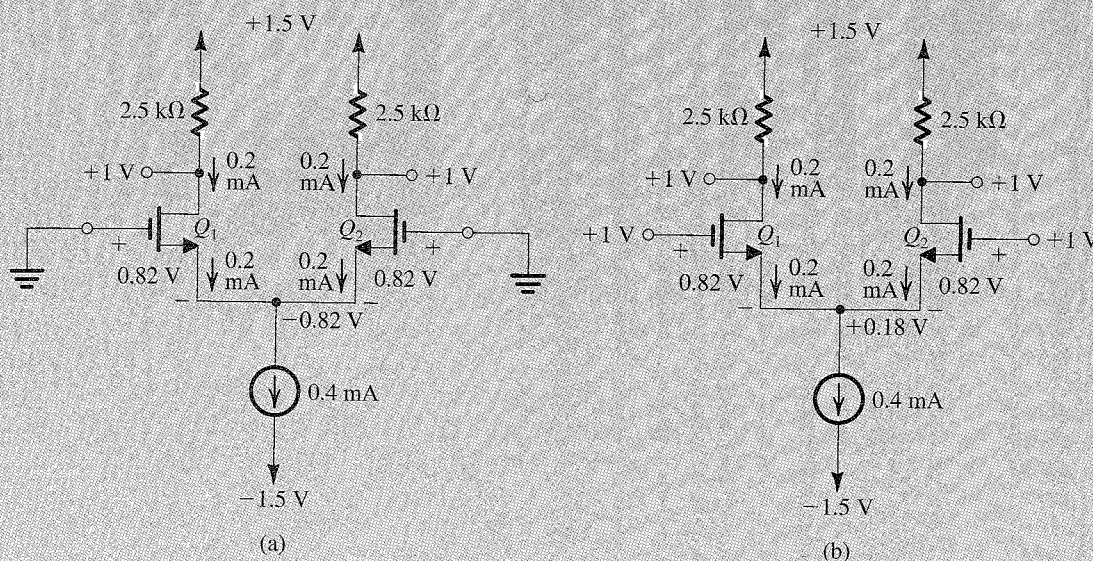 +1.5 V
2.5 kΩ
2.5 kΩ
+1 V
0.2
mA
0.2
mA
+1 V
Q1
Q2
+
+
0.82 V
0.2
mA
0.2
mA
0.82 V
−
−
−0.82 V
0.4 mA
−1.5 V
(a)
+1.5 V
2.5 kΩ
2.5 kΩ
+1 V
0.2
mA
0.2
mA
+1 V
+1 V
Q1
Q2
+1 V
+
+
0.82 V
0.2
mA
0.2
mA
0.82 V
−
−
+0.18 V
0.4 mA
−1.5 V
(b)